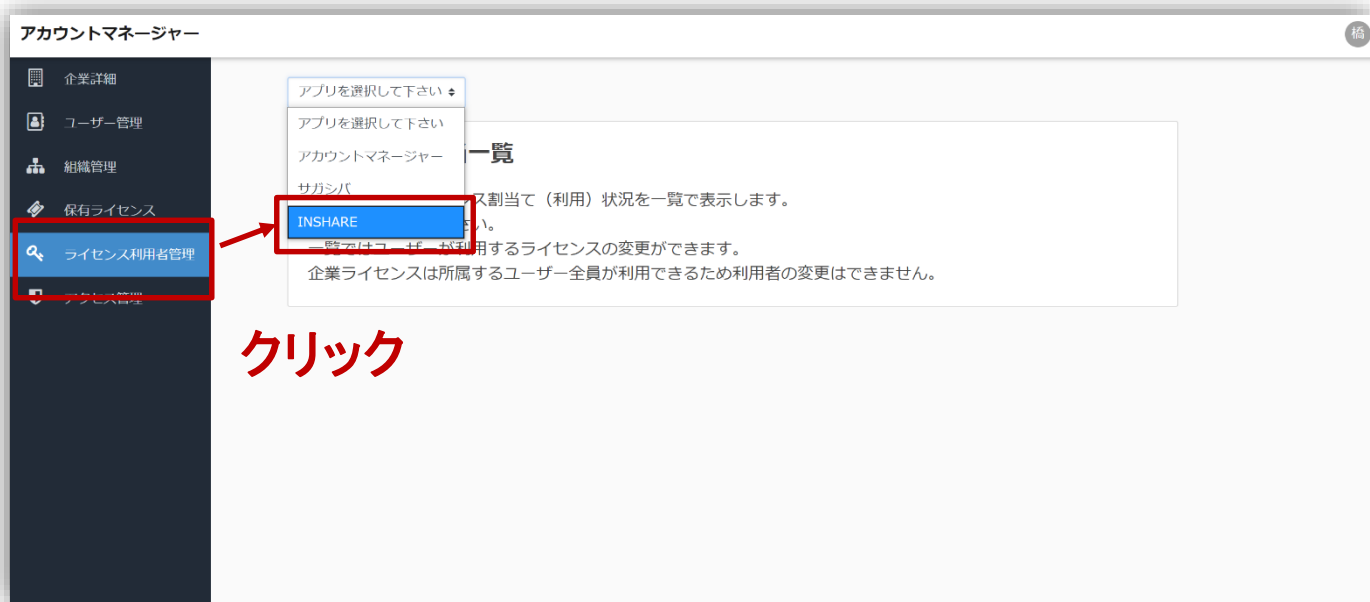 アカウントマネージャー
橋
企業詳細
ユーザー管理
組織管理
保有ライセンス
ライセンス利用者管理
アクセス管理
アプリを選択して下さい
アプリを選択して下さい
アカウントマネージャー
サガシバ
INSHARE
一覧
ス割当て（利用）状況を一覧で表示します。
い。
一覧ではユーザーが利用するライセンスの変更ができます。
企業ライセンスは所属するユーザー全員が利用できるため利用者の変更はできません。
クリック